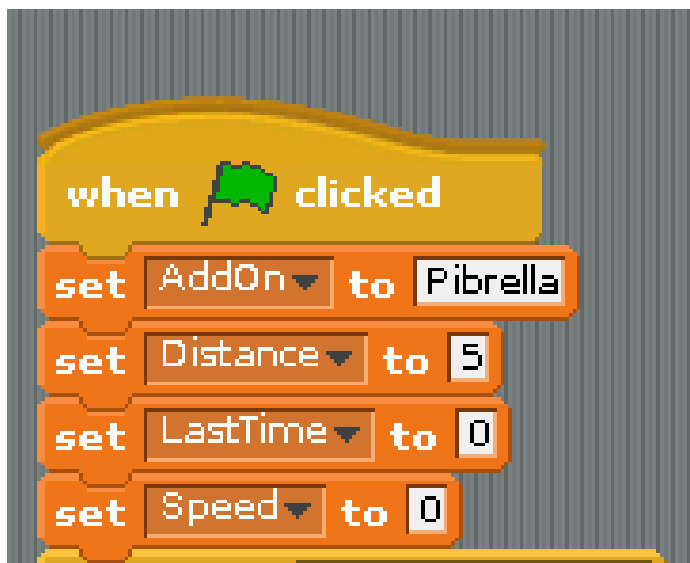 when clicked
set AddOn to Pibrella
set Distance to 5
set LastTime to 0
set Speed to 0